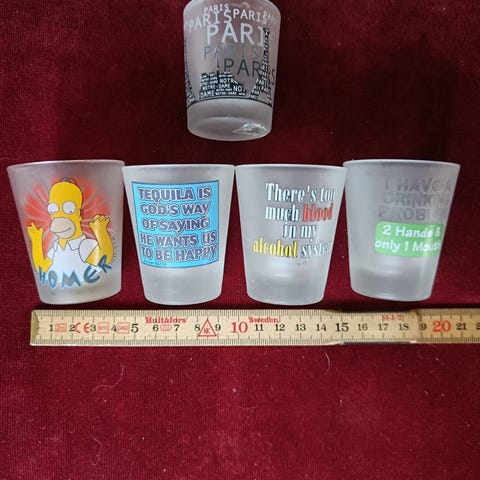 PARIS
PARIS PARIS
PARI
PARIS
PARIS
NOTRE-DAME
NOTRE-DAME
HOMER
TEQUILA IS
GOD'S WAY
OF SAYING
HE WANTS US
TO BE HAPPY
There's too
much blood
in my
alcohol system
I HAVE A
DRINKING
PROBLEM
2 Hands &
only 1 Mouth
Hultafors Sweden
1 2 3 4 5 6 7 8 9 10 11 12 13 14 15 16 17 18 19 20 21